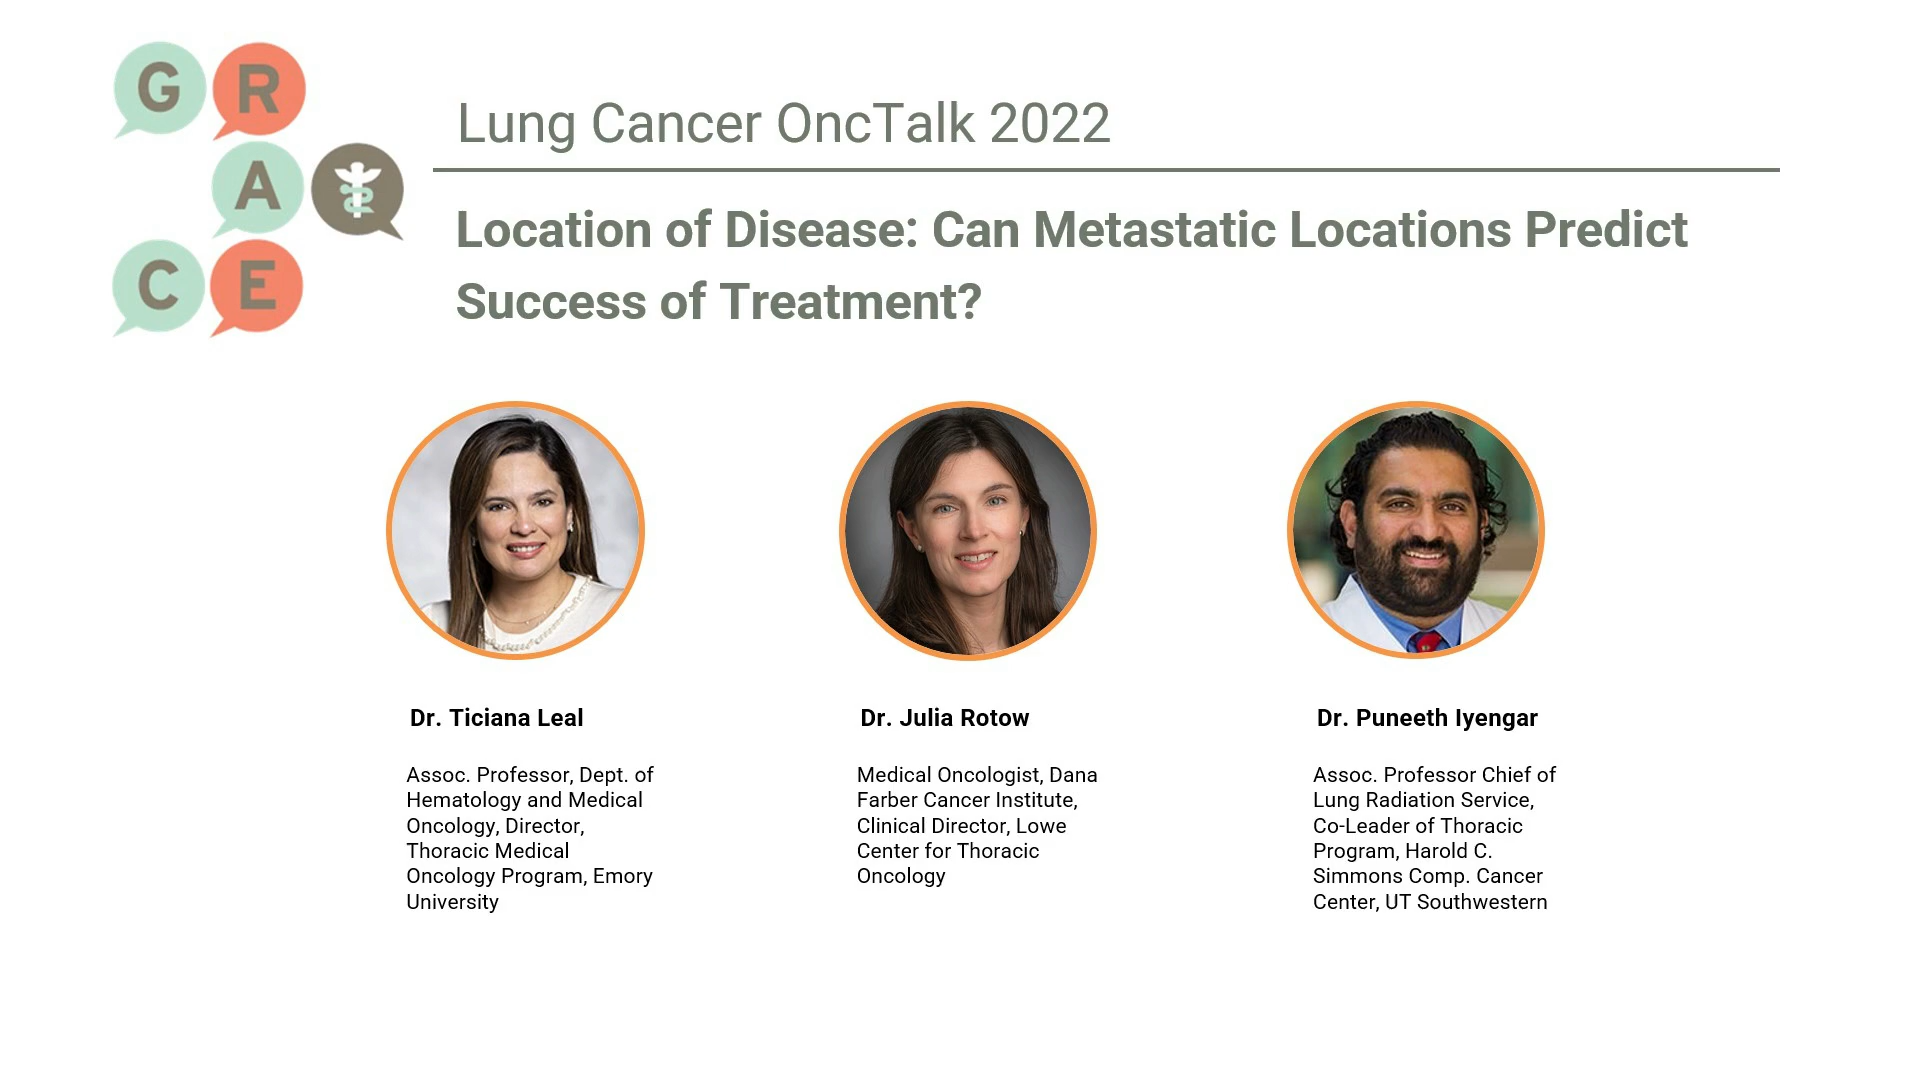 G R
A
C E
Lung Cancer OncTalk 2022
Location of Disease: Can Metastatic Locations Predict
Success of Treatment?
Dr. Ticiana Leal
Assoc. Professor, Dept. of
Hematology and Medical
Oncology, Director,
Thoracic Medical
Oncology Program, Emory
University
Dr. Julia Rotow
Medical Oncologist, Dana
Farber Cancer Institute,
Clinical Director, Lowe
Center for Thoracic
Oncology
Dr. Puneeth Iyengar
Assoc. Professor Chief of
Lung Radiation Service,
Co-Leader of Thoracic
Program, Harold C.
Simmons Comp. Cancer
Center, UT Southwestern